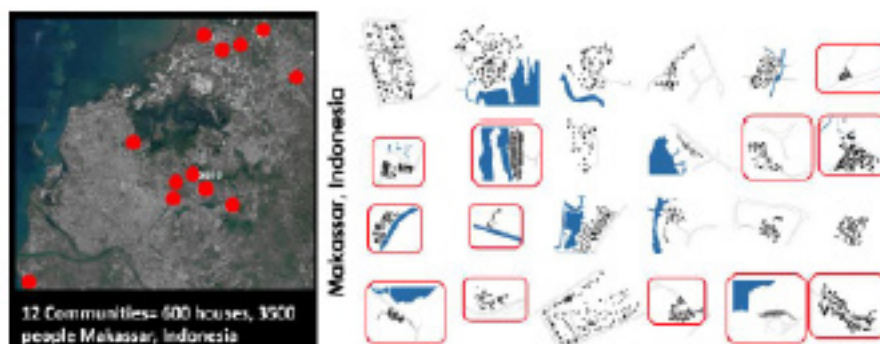 12 Communities= 600 houses, 3500
people Makassar, Indonesia
Makassar, Indonesia